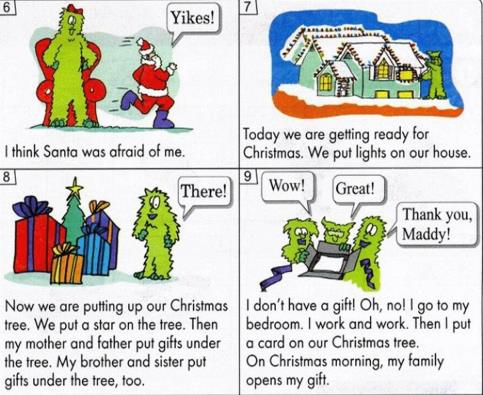 6
Yikes!
I think Santa was afraid of me.
7
Today we are getting ready for
Christmas. We put lights on our house.
8
There!
Now we are putting up our Christmas
tree. We put a star on the tree. Then
my mother and father put gifts under
the tree. My brother and sister put
gifts under the tree, too.
9
Wow!
Great!
Thank you,
Maddy!
I don't have a gift! Oh, no! I go to my
bedroom. I work and work. Then I put
a card on our Christmas tree.
On Christmas morning, my family
opens my gift.